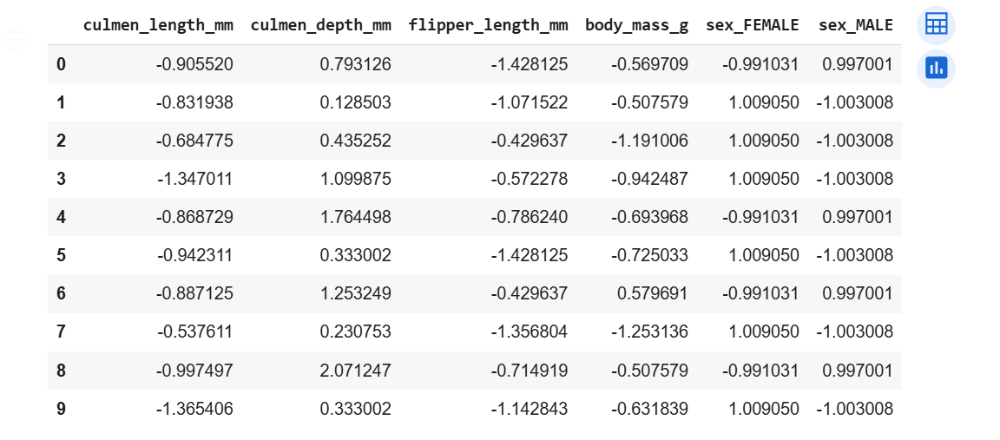 culmen_length_mm culmen_depth_mm flipper_length_mm body_mass_g sex_FEMALE sex_MALE
0 -0.905520 0.793126 -1.428125 -0.569709 -0.991031 0.997001
1 -0.831938 0.128503 -1.071522 -0.507579 1.009050 -1.003008
2 -0.684775 0.435252 -0.429637 -1.191006 1.009050 -1.003008
3 -1.347011 1.099875 -0.572278 -0.942487 1.009050 -1.003008
4 -0.868729 1.764498 -0.786240 -0.693968 -0.991031 0.997001
5 -0.942311 0.333002 -1.428125 -0.725033 1.009050 -1.003008
6 -0.887125 1.253249 -0.429637 0.579691 -0.991031 0.997001
7 -0.537611 0.230753 -1.356804 -1.253136 1.009050 -1.003008
8 -0.997497 2.071247 -0.714919 -0.507579 -0.991031 0.997001
9 -1.365406 0.333002 -1.142843 -0.631839 1.009050 -1.003008